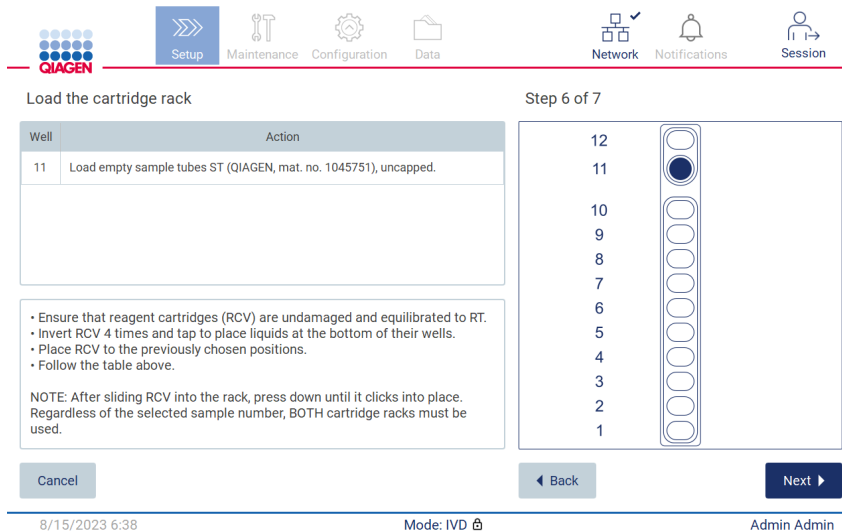 Setup
Maintenance
Configuration
Data
Network
Notifications
Session
QIAGEN
Load the cartridge rack
Step 6 of 7
Well Action
11 Load empty sample tubes ST (QIAGEN, mat. no. 1045751), uncapped.
• Ensure that reagent cartridges (RCV) are undamaged and equilibrated to RT.
• Invert RCV 4 times and tap to place liquids at the bottom of their wells.
• Place RCV to the previously chosen positions.
• Follow the table above.
NOTE: After sliding RCV into the rack, press down until it clicks into place.
Regardless of the selected sample number, BOTH cartridge racks must be
used.
12
11
10
9
8
7
6
5
4
3
2
1
Cancel
Back
Next
8/15/2023 6:38
Mode: IVD
Admin Admin